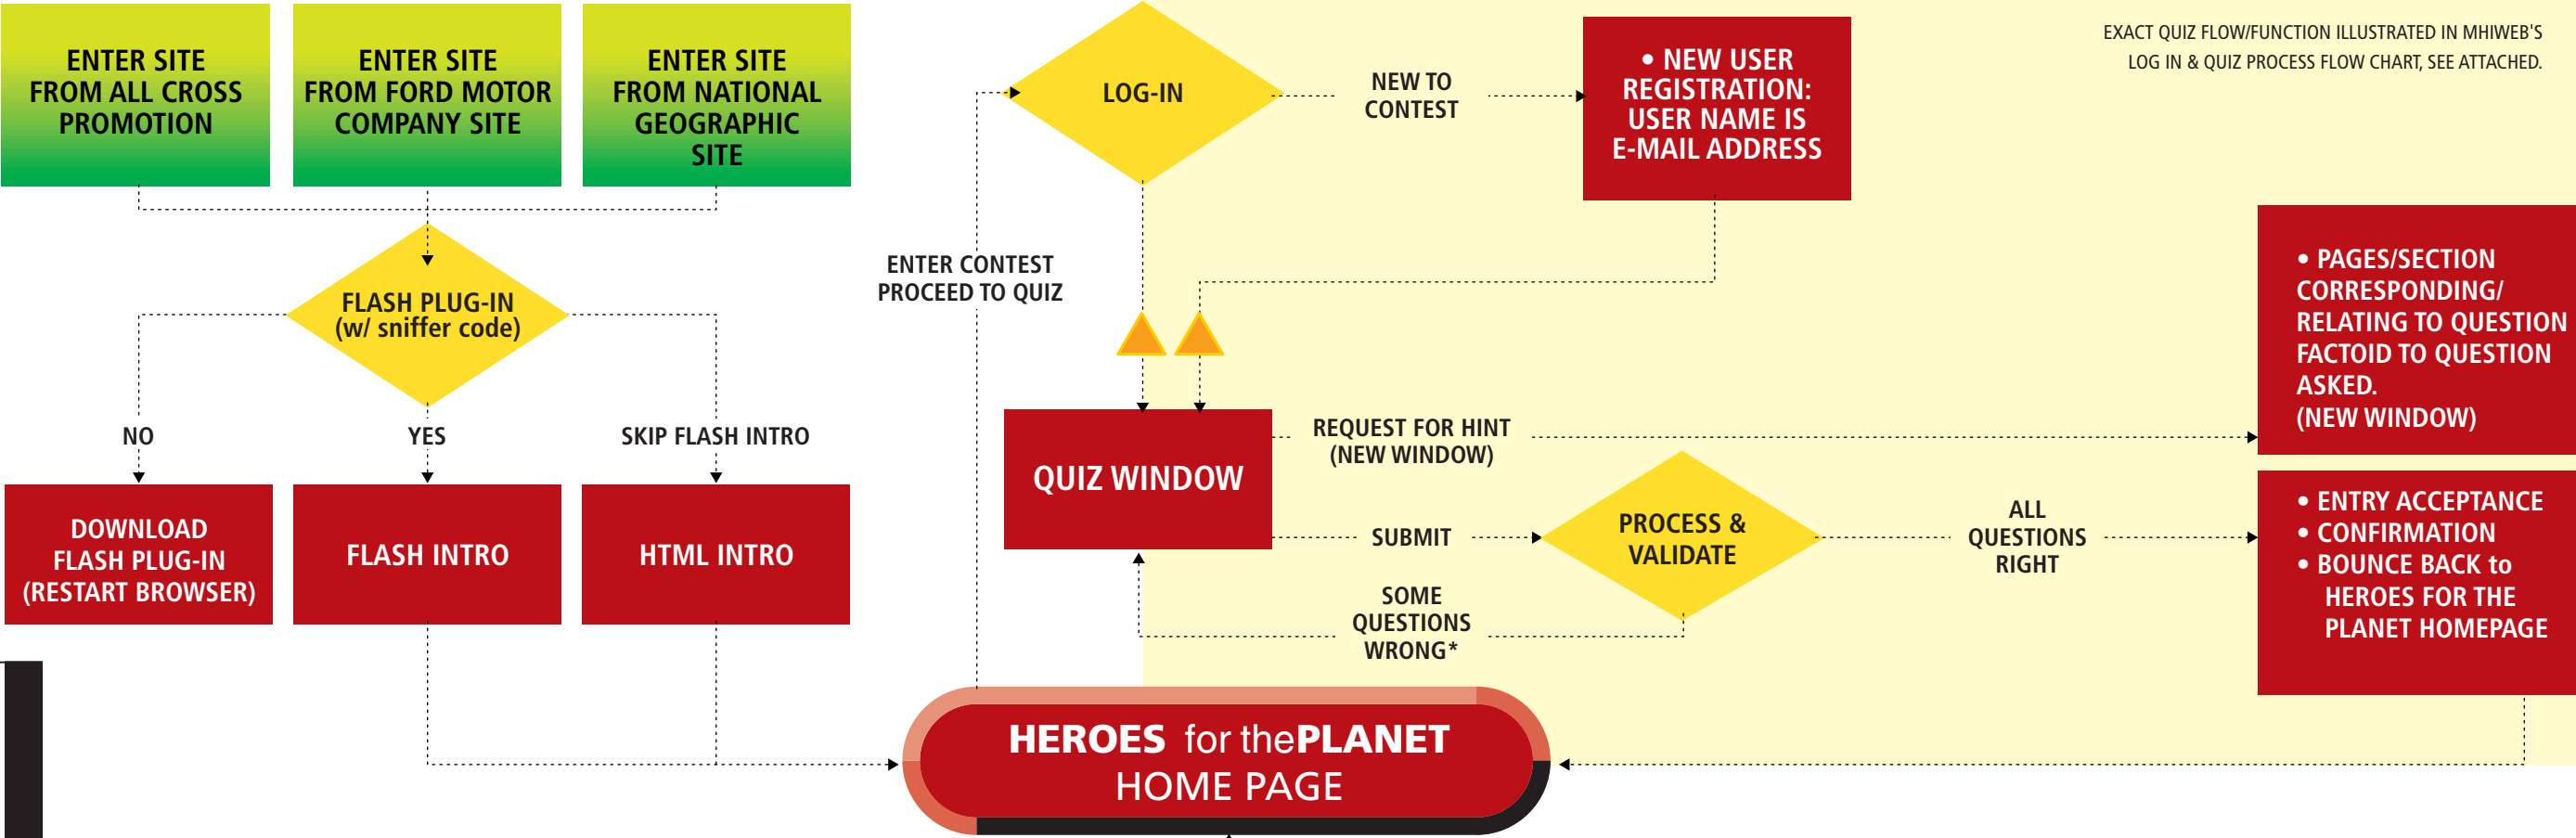 ENTER SITE
FROM ALL CROSS
PROMOTION
ENTER SITE
FROM FORD MOTOR
COMPANY SITE
ENTER SITE
FROM NATIONAL
GEOGRAPHIC
SITE
LOG-IN
NEW TO
CONTEST
• NEW USER
REGISTRATION:
USER NAME IS
E-MAIL ADDRESS
EXACT QUIZ FLOW/FUNCTION ILLUSTRATED IN MHIWEB'S
LOG IN & QUIZ PROCESS FLOW CHART, SEE ATTACHED.
FLASH PLUG-IN
(w/ sniffer code)
ENTER CONTEST
PROCEED TO QUIZ
• PAGES/SECTION
CORRESPONDING/
RELATING TO QUESTION
FACTOID TO QUESTION
ASKED.
(NEW WINDOW)
NO
YES
SKIP FLASH INTRO
DOWNLOAD
FLASH PLUG-IN
(RESTART BROWSER)
FLASH INTRO
HTML INTRO
QUIZ WINDOW
REQUEST FOR HINT
(NEW WINDOW)
SUBMIT
PROCESS &
VALIDATE
ALL
QUESTIONS
RIGHT
• ENTRY ACCEPTANCE
• CONFIRMATION
• BOUNCE BACK to
HEROES FOR THE
PLANET HOMEPAGE
SOME
QUESTIONS
WRONG*
HEROES for thePLANET
HOME PAGE